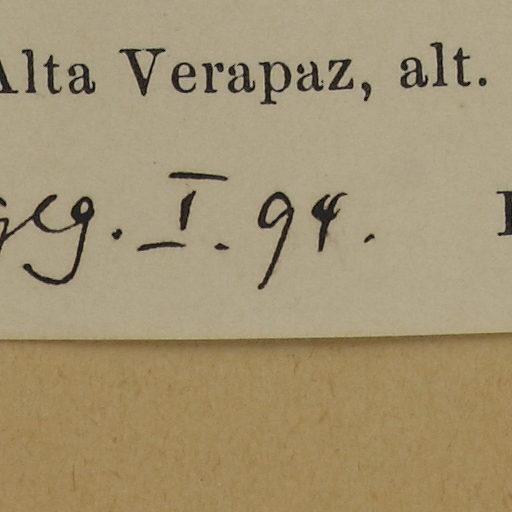 Alta Verapaz, alt.
I. 94.